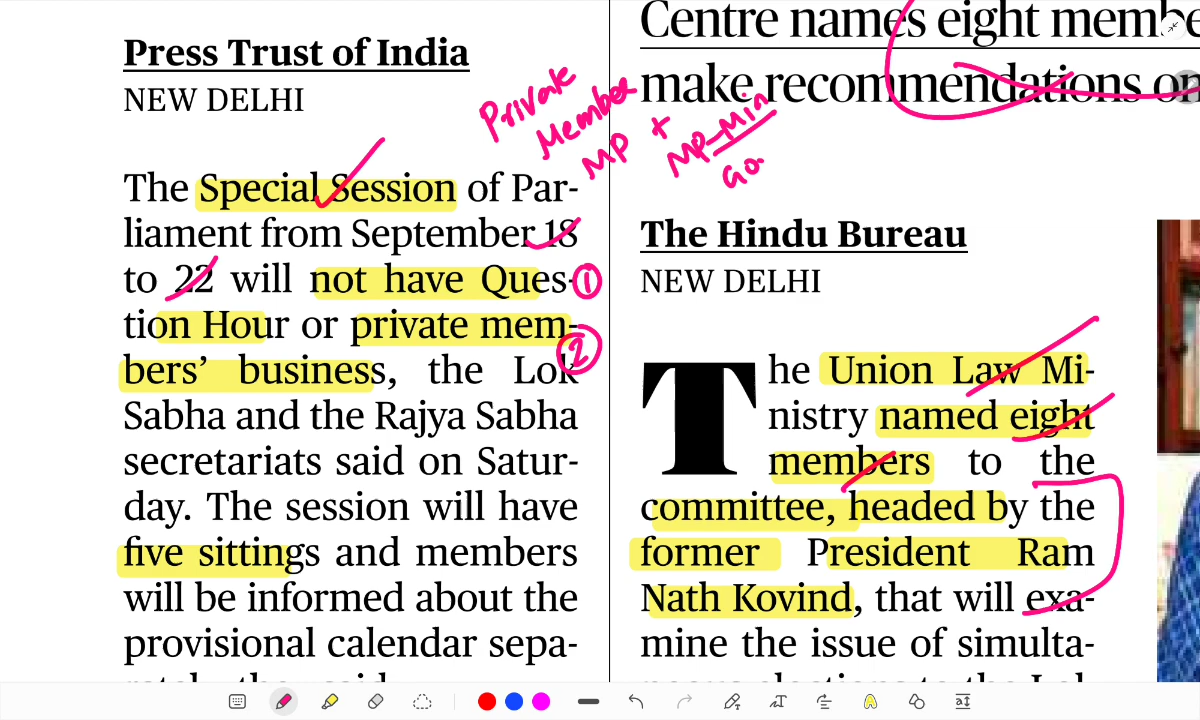 Press Trust of India
NEW DELHI
The Special Session of Par-
liament from September 18
to 22 will not have Ques-
tion Hour or private mem-
bers' business, the Lok
Sabha and the Rajya Sabha
secretariats said on Satur-
day. The session will have
five sittings and members
will be informed about the
provisional calendar sepa-
1
2
Private
Member
MP + MP-Min
Centre names eight membe
make recommendations on
The Hindu Bureau
NEW DELHI
The Union Law Mi-
nistry named eight
members to the
committee, headed by the
former President Ram
Nath Kovind, that will exa-
mine the issue of simulta-